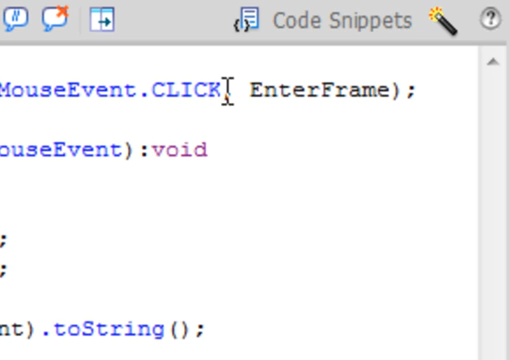 Code Snippets
MouseEvent.CLICK, EnterFrame);
ouseEvent):void
;
;
nt).toString();